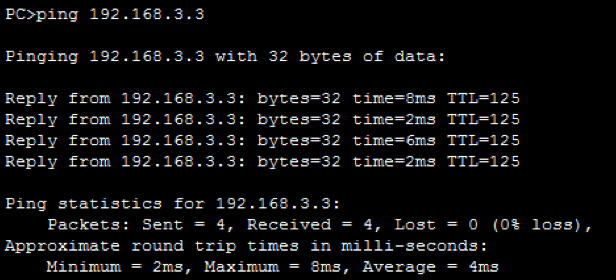 PC>ping 192.168.3.3
Pinging 192.168.3.3 with 32 bytes of data:
Reply from 192.168.3.3: bytes=32 time=8ms TTL=125
Reply from 192.168.3.3: bytes=32 time=2ms TTL=125
Reply from 192.168.3.3: bytes=32 time=6ms TTL=125
Reply from 192.168.3.3: bytes=32 time=2ms TTL=125
Ping statistics for 192.168.3.3:
    Packets: Sent = 4, Received = 4, Lost = 0 (0% loss),
Approximate round trip times in milli-seconds:
    Minimum = 2ms, Maximum = 8ms, Average = 4ms